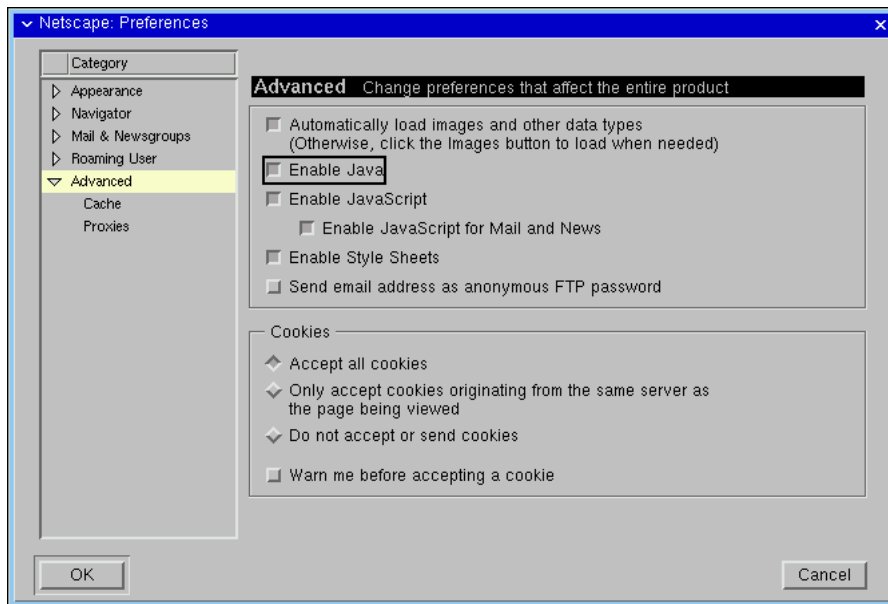 Netscape: Preferences
Category
Appearance
Navigator
Mail & Newsgroups
Roaming User
Advanced
Cache
Proxies
Advanced Change preferences that affect the entire product
Automatically load images and other data types
(Otherwise, click the Images button to load when needed)
Enable Java
Enable JavaScript
Enable JavaScript for Mail and News
Enable Style Sheets
Send email address as anonymous FTP password
Cookies
Accept all cookies
Only accept cookies originating from the same server as
the page being viewed
Do not accept or send cookies
Warn me before accepting a cookie
OK
Cancel